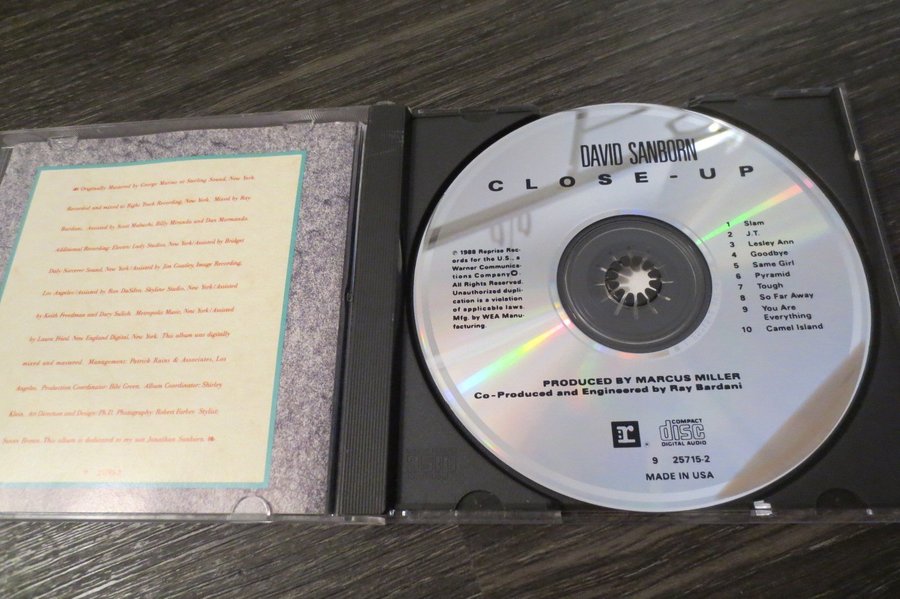 Originally Mastered by George Marino at Sterling Sound, New York.
Recorded and mixed at Right Track Recording, New York. Mixed by Ray
Bardani. Assisted by Scott Mabuchi, Billy Miranda and Dan Mormando.
Additional Recording: Electric Lady Studios, New York/Assisted by Bridget
Daly. Sorcerer Sound, New York/Assisted by Jim Goatley, Image Recording,
Los Angeles/Assisted by Ron DaSilva, Skyline Studio, New York/Assisted
by Keith Freedman and Dary Sulich. Metropolis Music, New York/Assisted
by Laura Hunt. New England Digital, New York. This album was digitally
mixed and mastered. Management: Patrick Rains & Associates, Los
Angeles. Production Coordinator: Bibi Green. Album Coordinator: Shirley
Klein. Art Direction and Design: Ph.D. Photography: Robert Farber. Stylist:
Susan Brown. This album is dedicated to my son Jonathan Sanborn.
DAVID SANBORN
CLOSE-UP
℗ 1988 Reprise Rec-
ords for the U.S., a
Warner Communica-
tions Company
All Rights Reserved.
Unauthorized dupli-
cation is a violation
of applicable laws.
Mfg. by WEA Manu-
facturing.
1 Slam
2 J.T.
3 Lesley Ann
4 Goodbye
5 Same Girl
6 Pyramid
7 Tough
8 So Far Away
9 You Are
Everything
10 Camel Island
PRODUCED BY MARCUS MILLER
Co-Produced and Engineered by Ray Bardani
r
COMPACT
disc
DIGITAL AUDIO
9 25715-2
MADE IN USA